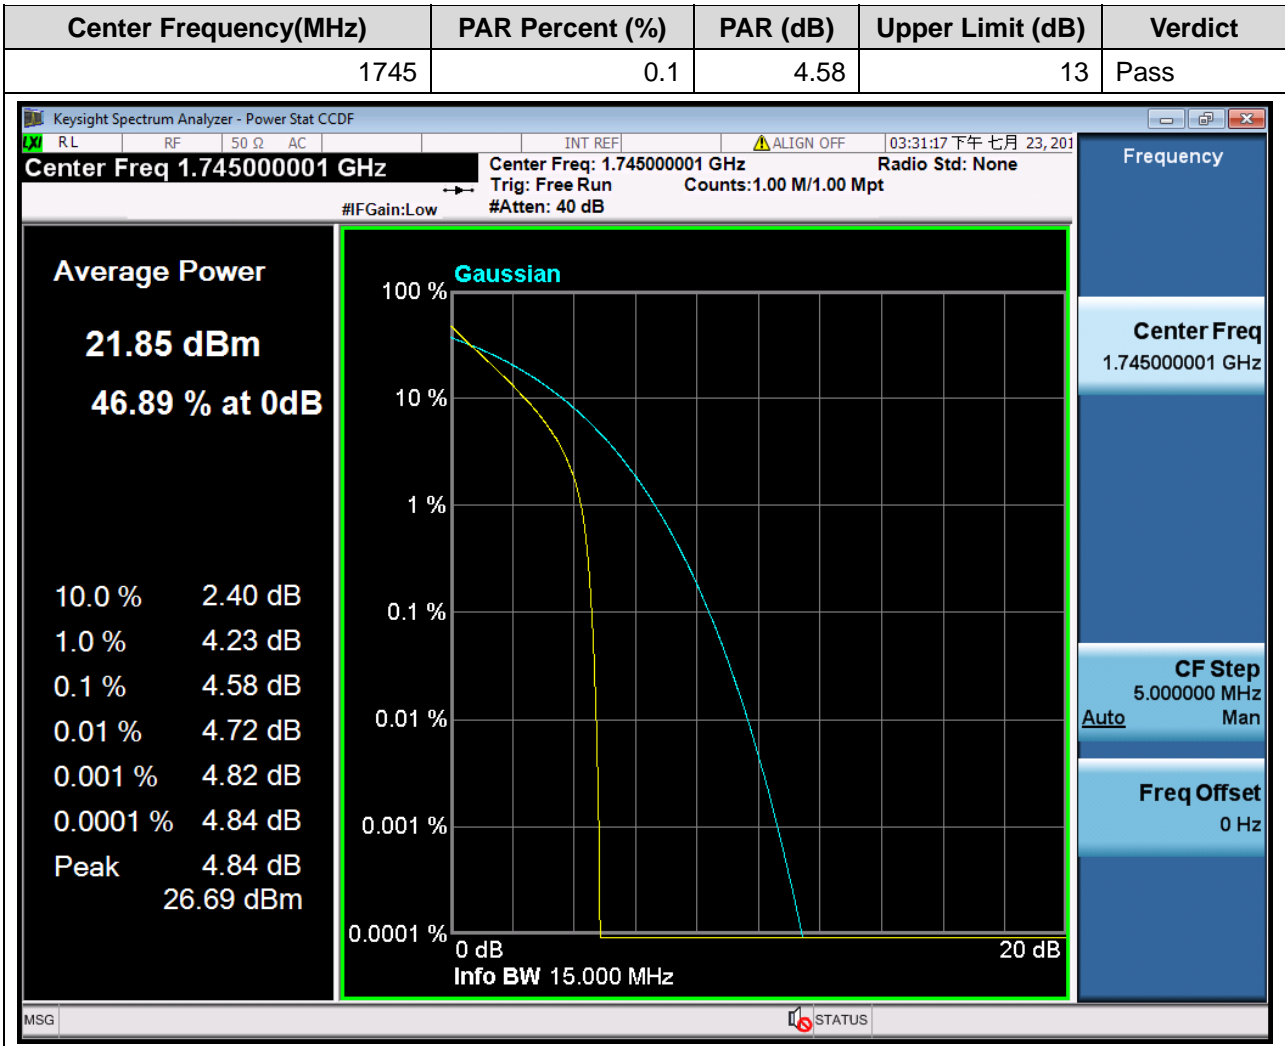 Center Frequency(MHz) PAR Percent (%) PAR (dB) Upper Limit (dB) Verdict
1745 0.1 4.58 13 Pass
Keysight Spectrum Analyzer - Power Stat CCDF
LXI RL RF 50 Ω AC INT REF ALIGN OFF 03:31:17 下午 七月 23, 201
Center Freq 1.745000001 GHz
Center Freq: 1.745000001 GHz Radio Std: None
Trig: Free Run Counts:1.00 M/1.00 Mpt
#IFGain:Low #Atten: 40 dB
Average Power
21.85 dBm
46.89 % at 0dB
10.0 % 2.40 dB
1.0 % 4.23 dB
0.1 % 4.58 dB
0.01 % 4.72 dB
0.001 % 4.82 dB
0.0001 % 4.84 dB
Peak 4.84 dB
26.69 dBm
Gaussian
100 %
10 %
1 %
0.1 %
0.01 %
0.001 %
0.0001 %
0 dB 20 dB
Info BW 15.000 MHz
Frequency
Center Freq
1.745000001 GHz
CF Step
5.000000 MHz
Auto Man
Freq Offset
0 Hz
MSG STATUS